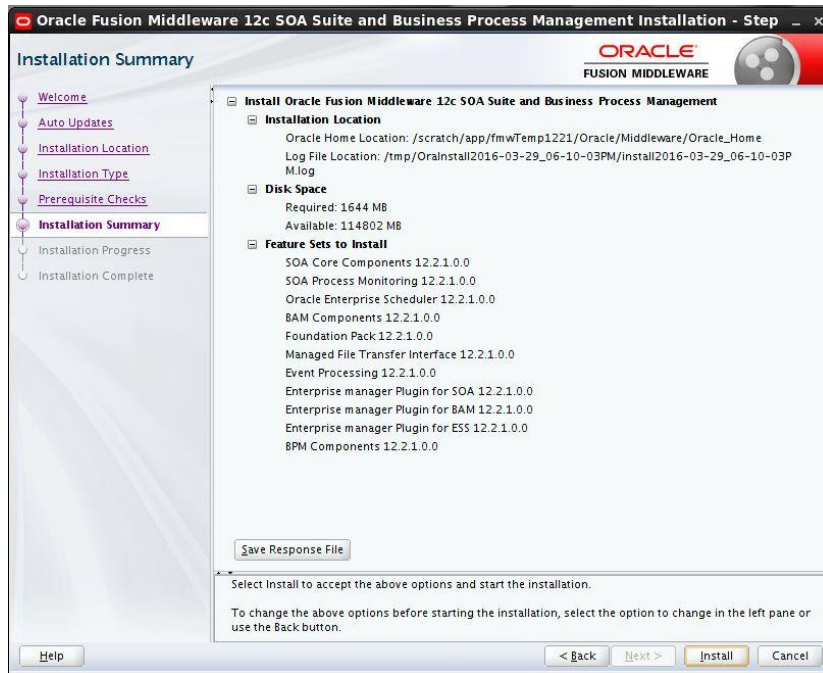 Oracle Fusion Middleware 12c SOA Suite and Business Process Management Installation - Step
Installation Summary
ORACLE
FUSION MIDDLEWARE
Welcome
Auto Updates
Installation Location
Installation Type
Prerequisite Checks
Installation Summary
Installation Progress
Installation Complete
Install Oracle Fusion Middleware 12c SOA Suite and Business Process Management
Installation Location
Oracle Home Location: /scratch/app/fmwTemp1221/Oracle/Middleware/Oracle_Home
Log File Location: /tmp/OraInstall2016-03-29_06-10-03PM/install2016-03-29_06-10-03P
M.log
Disk Space
Required: 1644 MB
Available: 114802 MB
Feature Sets to Install
SOA Core Components 12.2.1.0.0
SOA Process Monitoring 12.2.1.0.0
Oracle Enterprise Scheduler 12.2.1.0.0
BAM Components 12.2.1.0.0
Foundation Pack 12.2.1.0.0
Managed File Transfer Interface 12.2.1.0.0
Event Processing 12.2.1.0.0
Enterprise manager Plugin for SOA 12.2.1.0.0
Enterprise manager Plugin for BAM 12.2.1.0.0
Enterprise manager Plugin for ESS 12.2.1.0.0
BPM Components 12.2.1.0.0
Save Response File
Select Install to accept the above options and start the installation.
To change the above options before starting the installation, select the option to change in the left pane or
use the Back button.
Help
< Back
Next >
Install
Cancel